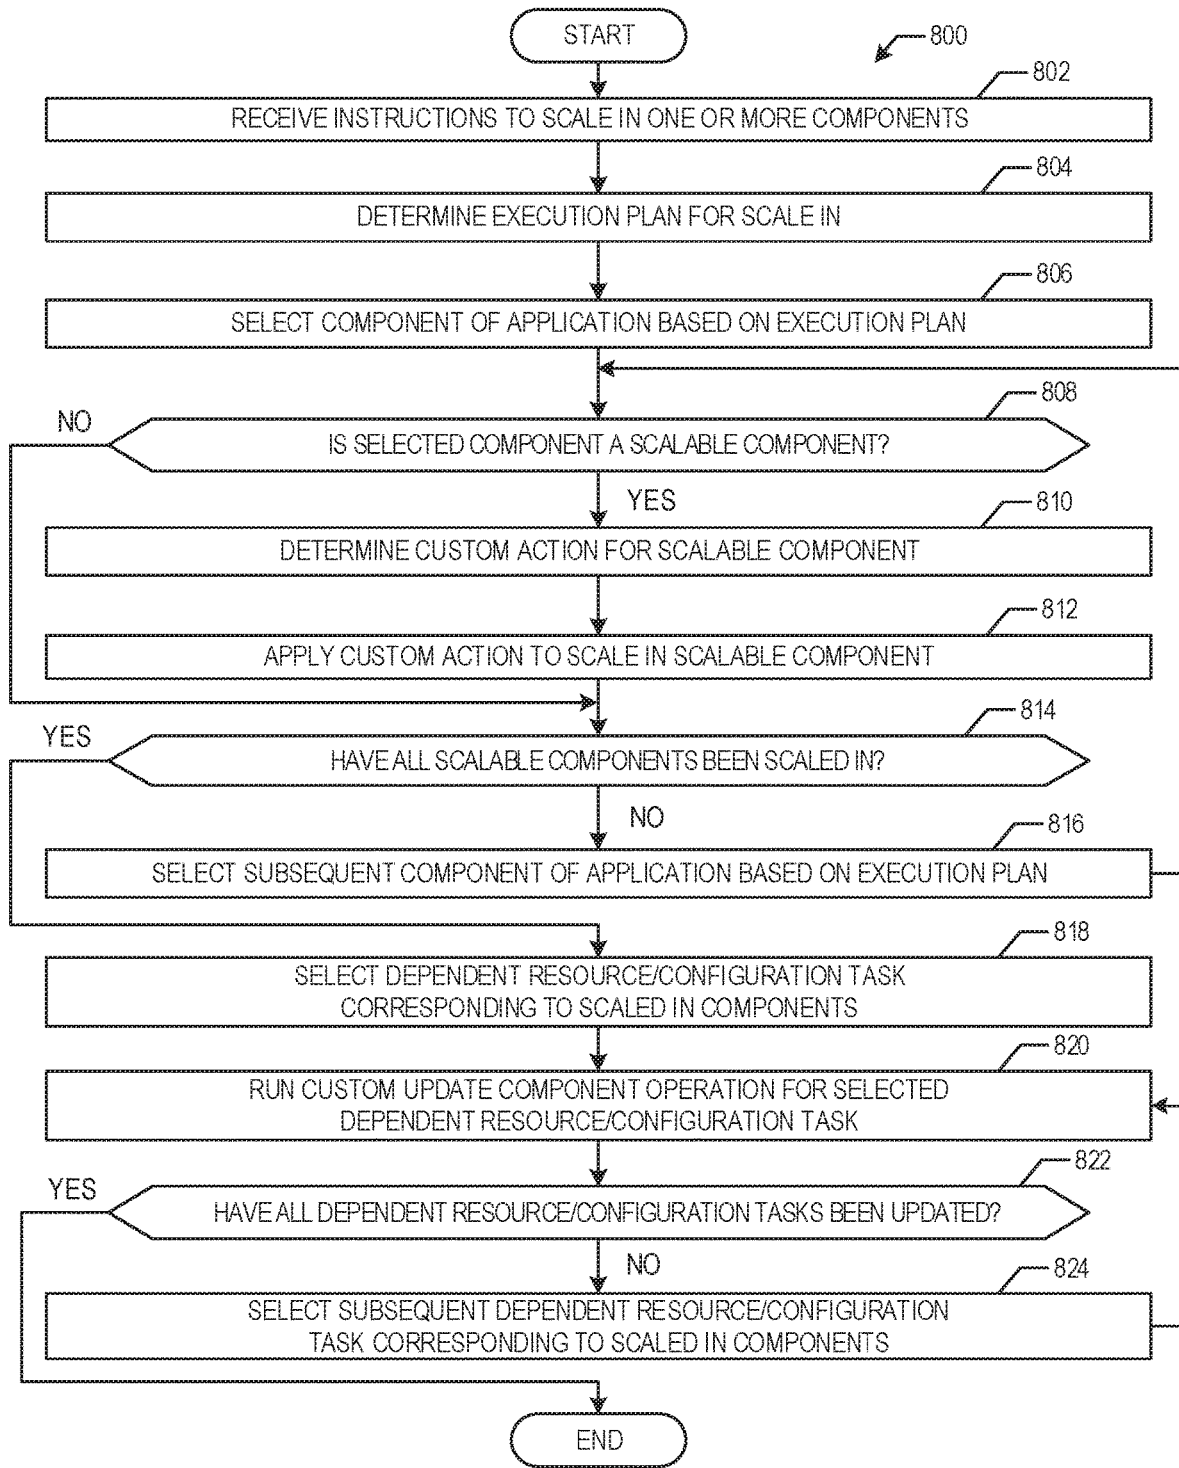 START
800
802
RECEIVE INSTRUCTIONS TO SCALE IN ONE OR MORE COMPONENTS
804
DETERMINE EXECUTION PLAN FOR SCALE IN
806
SELECT COMPONENT OF APPLICATION BASED ON EXECUTION PLAN
808
NO
IS SELECTED COMPONENT A SCALABLE COMPONENT?
YES
810
DETERMINE CUSTOM ACTION FOR SCALABLE COMPONENT
812
APPLY CUSTOM ACTION TO SCALE IN SCALABLE COMPONENT
814
YES
HAVE ALL SCALABLE COMPONENTS BEEN SCALED IN?
NO
816
SELECT SUBSEQUENT COMPONENT OF APPLICATION BASED ON EXECUTION PLAN
818
SELECT DEPENDENT RESOURCE/CONFIGURATION TASK
CORRESPONDING TO SCALED IN COMPONENTS
820
RUN CUSTOM UPDATE COMPONENT OPERATION FOR SELECTED
DEPENDENT RESOURCE/CONFIGURATION TASK
822
YES
HAVE ALL DEPENDENT RESOURCE/CONFIGURATION TASKS BEEN UPDATED?
NO
824
SELECT SUBSEQUENT DEPENDENT RESOURCE/CONFIGURATION
TASK CORRESPONDING TO SCALED IN COMPONENTS
END